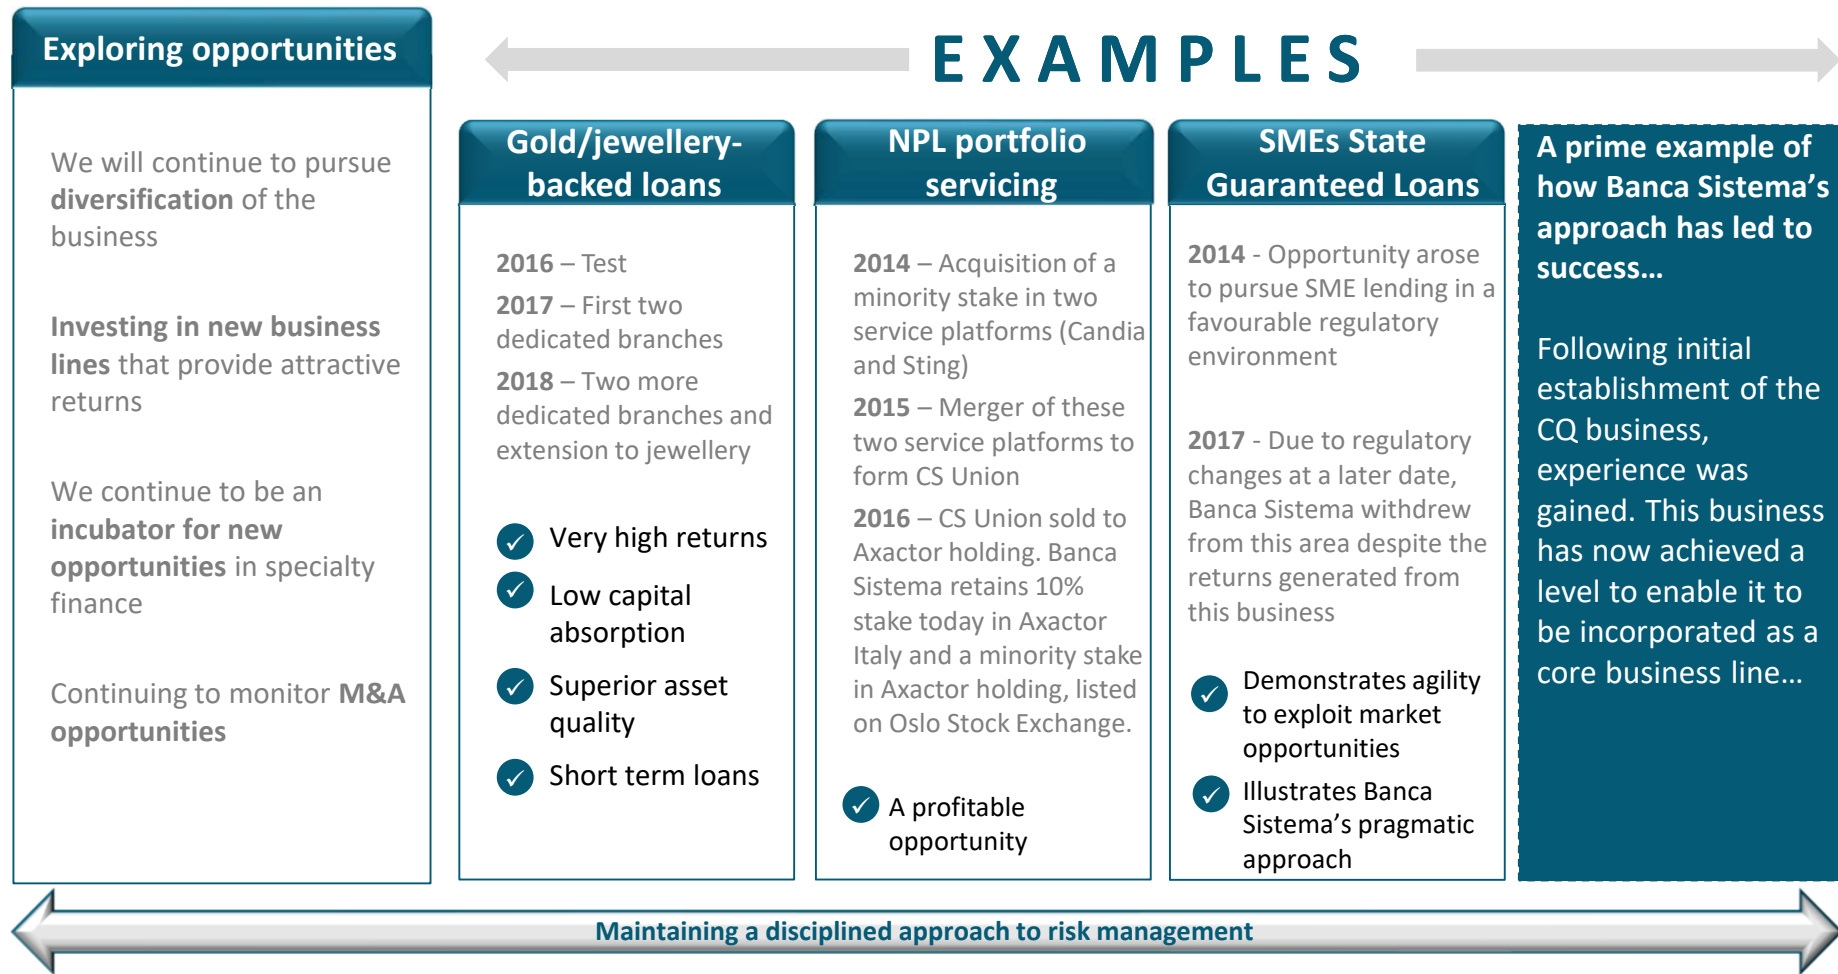 Exploring opportunities
We will continue to pursue
diversification of the
business
Investing in new business
lines that provide attractive
returns
We continue to be an
incubator for new
opportunities in specialty
finance
Continuing to monitor M&A
opportunities
EXAMPLES
Gold/jewellery-
backed loans
2016 – Test
2017 – First two
dedicated branches
2018 – Two more
dedicated branches and
extension to jewellery
Very high returns
Low capital
absorption
Superior asset
quality
Short term loans
NPL portfolio
servicing
2014 – Acquisition of a
minority stake in two
service platforms (Candia
and Sting)
2015 – Merger of these
two service platforms to
form CS Union
2016 – CS Union sold to
Axactor holding. Banca
Sistema retains 10%
stake today in Axactor
Italy and a minority stake
in Axactor holding, listed
on Oslo Stock Exchange.
A profitable
opportunity
SMEs State
Guaranteed Loans
2014 - Opportunity arose
to pursue SME lending in a
favourable regulatory
environment
2017 - Due to regulatory
changes at a later date,
Banca Sistema withdrew
from this area despite the
returns generated from
this business
Demonstrates agility
to exploit market
opportunities
Illustrates Banca
Sistema's pragmatic
approach
A prime example of
how Banca Sistema's
approach has led to
success…
Following initial
establishment of the
CQ business,
experience was
gained. This business
has now achieved a
level to enable it to
be incorporated as a
core business line…
Maintaining a disciplined approach to risk management